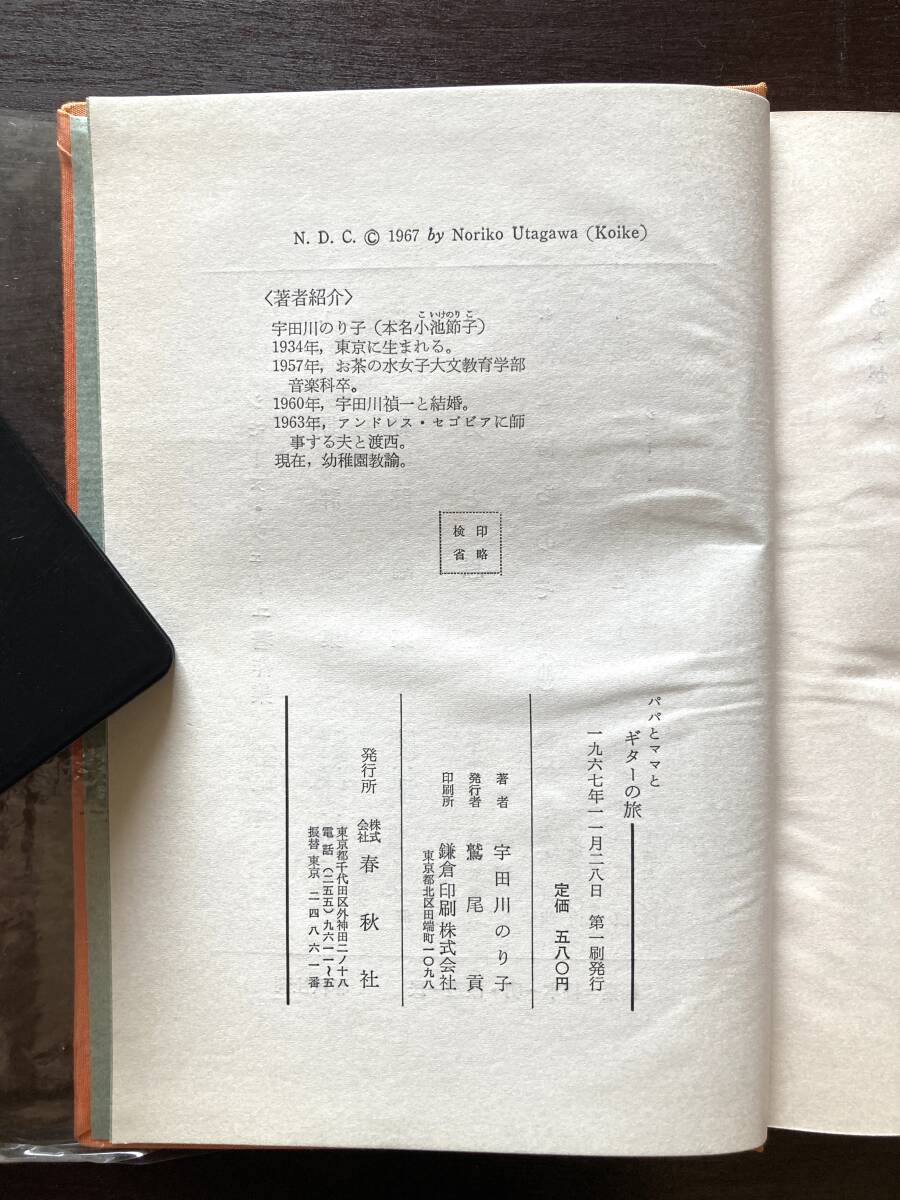 N. D. C. © 1967 by Noriko Utagawa (Koike)
〈著者紹介〉
宇田川のり子(本名小池節子)
こいけのりこ
1934年,東京に生まれる。
1957年,お茶の水女子大文教育学部
音楽科卒。
1960年,宇田川禎一と結婚。
1963年,アンドレス・セゴビアに師
事する夫と渡西。
現在,幼稚園教諭。
検印
省略
パパとママと
ギターの旅
一九六七年一一月二八日 第一刷発行
定価 五八〇円
著者 宇田川のり子
発行者 鷲尾貢
印刷所 鎌倉印刷株式会社
東京都北区田端町一〇九八
発行所 株式会社 春秋社
東京都千代田区外神田二ノ十八
電話(二五五)九六一一〜五
振替東京 二四八六一番